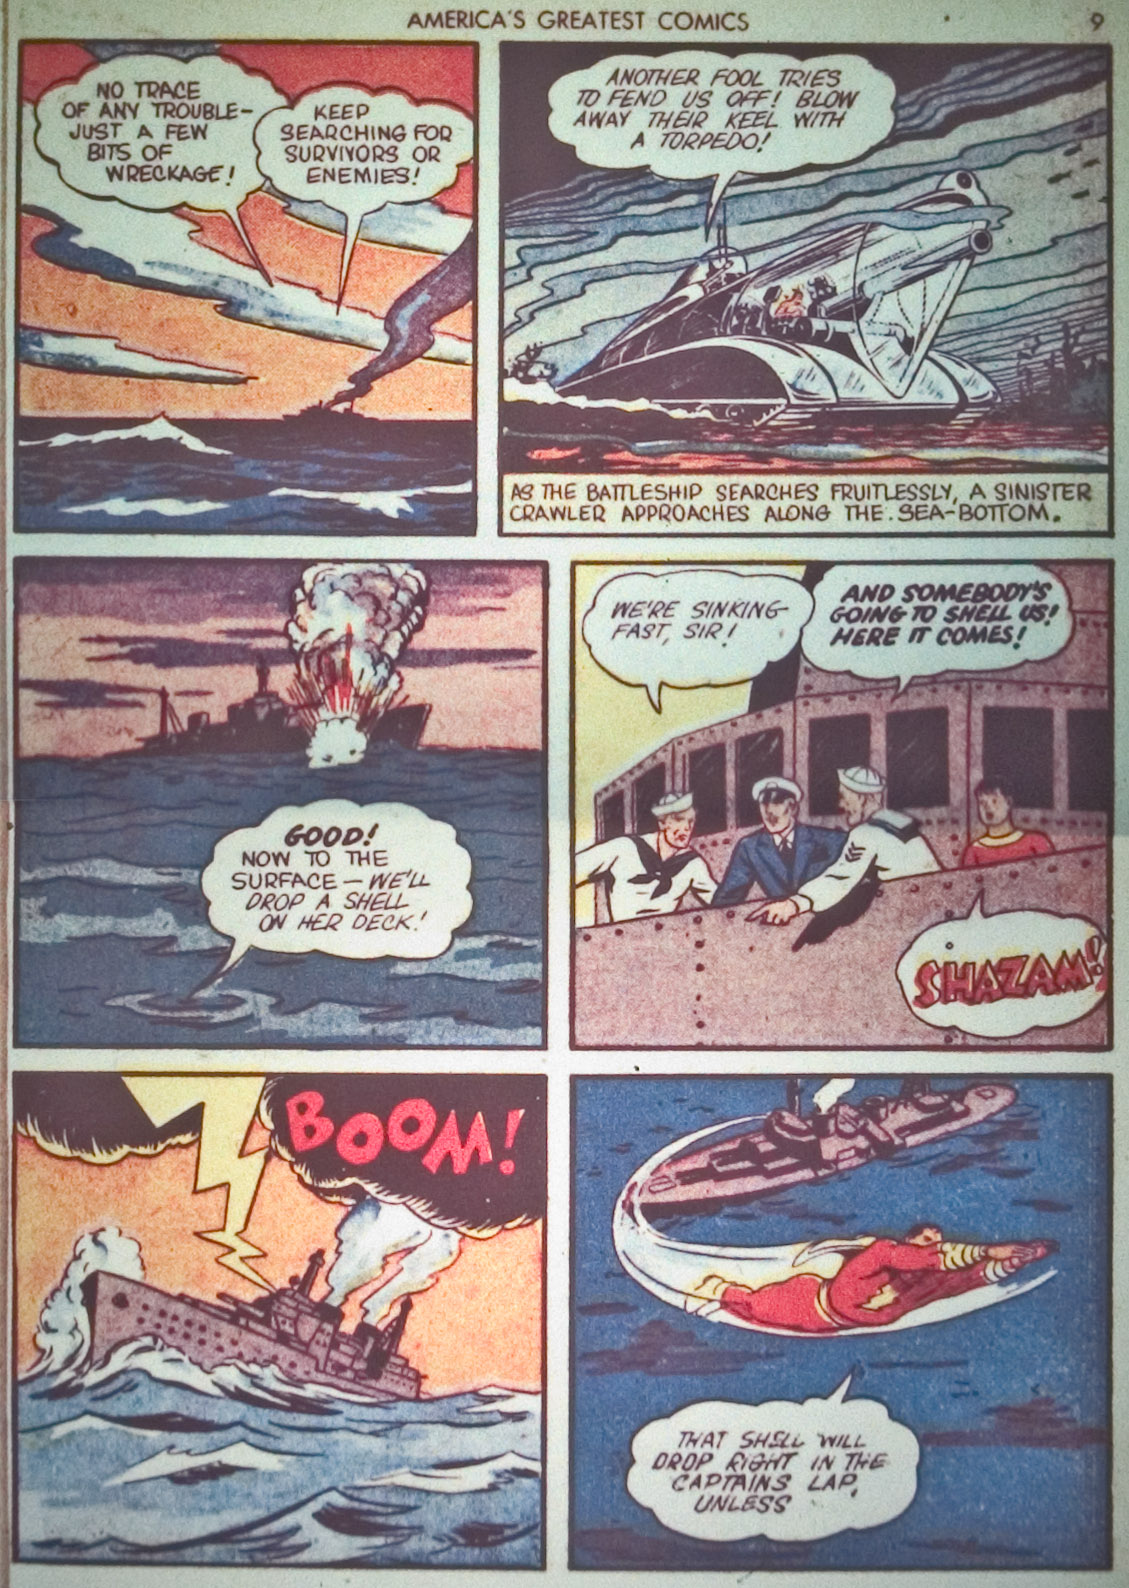 AMERICA'S GREATEST COMICS 9
NO TRACE
OF ANY TROUBLE—
JUST A FEW
BITS OF
WRECKAGE!
KEEP
SEARCHING FOR
SURVIVORS OR
ENEMIES!
ANOTHER FOOL TRIES
TO FEND US OFF! BLOW
AWAY THEIR KEEL WITH
A TORPEDO!
AS THE BATTLESHIP SEARCHES FRUITLESSLY, A SINISTER
CRAWLER APPROACHES ALONG THE SEA-BOTTOM.
GOOD!
NOW TO THE
SURFACE — WE'LL
DROP A SHELL
ON HER DECK!
WE'RE SINKING
FAST, SIR!
AND SOMEBODY'S
GOING TO SHELL US!
HERE IT COMES!
SHAZAM!
BOOM!
THAT SHELL WILL
DROP RIGHT IN THE
CAPTAINS LAP,
UNLESS